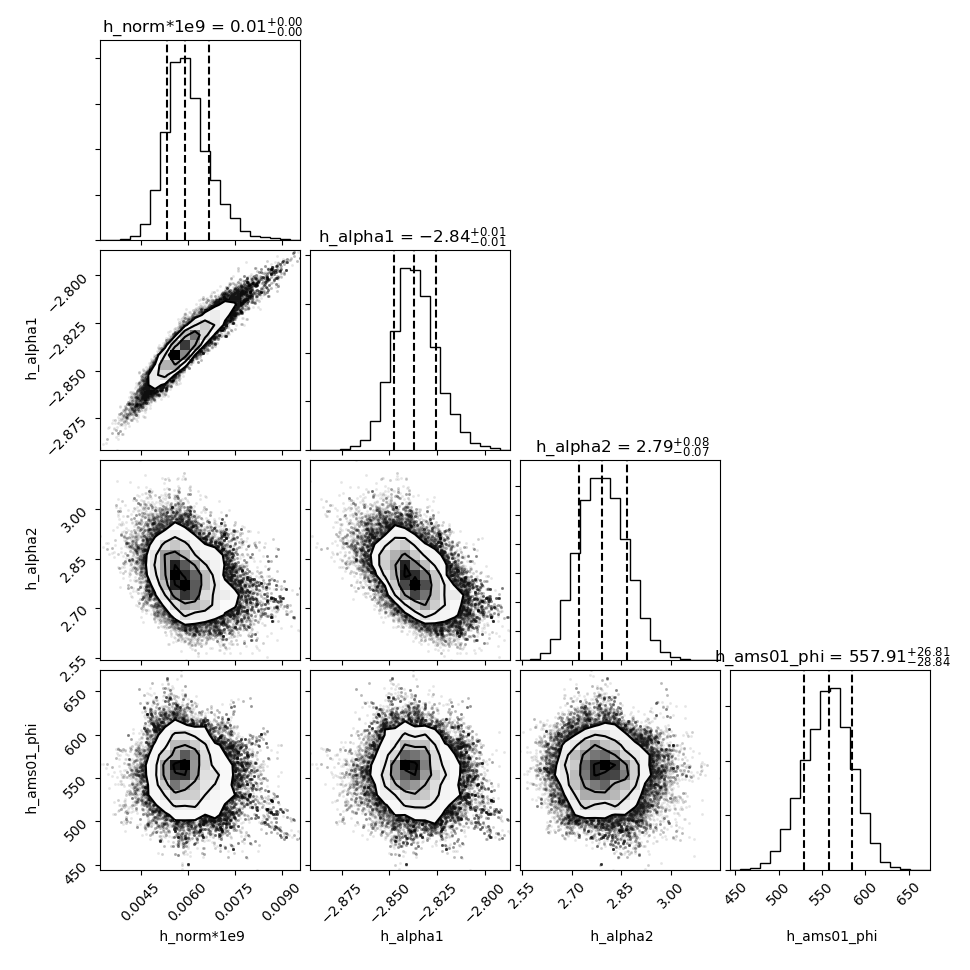 h_norm*1e9 = 0.01+0.00−0.00
h_alpha1 = −2.84+0.01−0.01
−2.800
−2.825
−2.850
−2.875
h_alpha1
h_alpha2 = 2.79+0.08−0.07
3.00
2.85
2.70
2.55
h_alpha2
h_ams01_phi = 557.91+26.81−28.84
650
600
550
500
450
h_ams01_phi
0.0045 0.0060 0.0075 0.0090 −2.875 −2.850 −2.825 −2.800 2.55 2.70 2.85 3.00 450 500 550 600 650
h_norm*1e9 h_alpha1 h_alpha2 h_ams01_phi